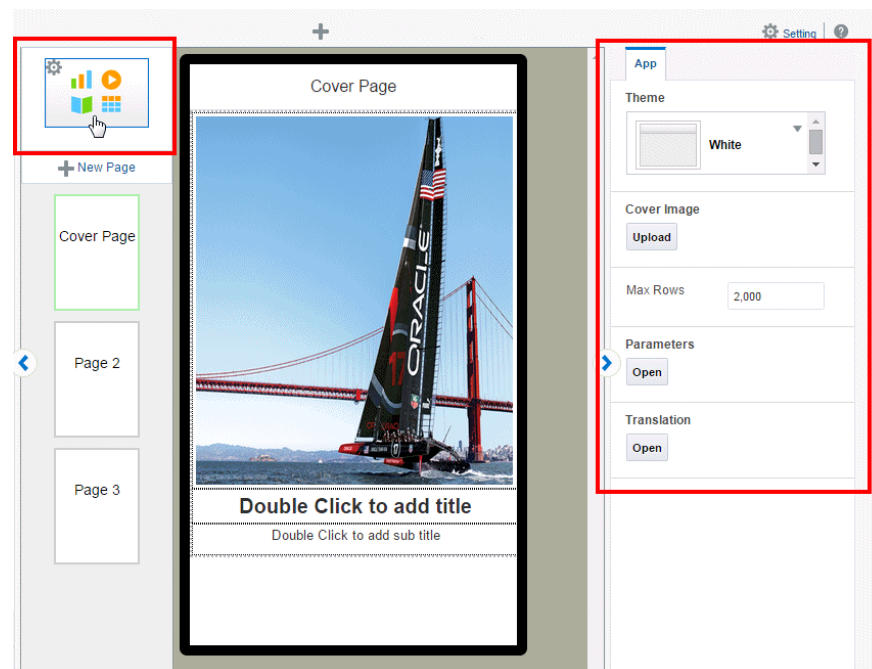 Setting
App
Theme
White
Cover Image
Upload
Max Rows
2,000
Parameters
Open
Translation
Open
New Page
Cover Page
Page 2
Page 3
Cover Page
ORACLE
17
Double Click to add title
Double Click to add sub title